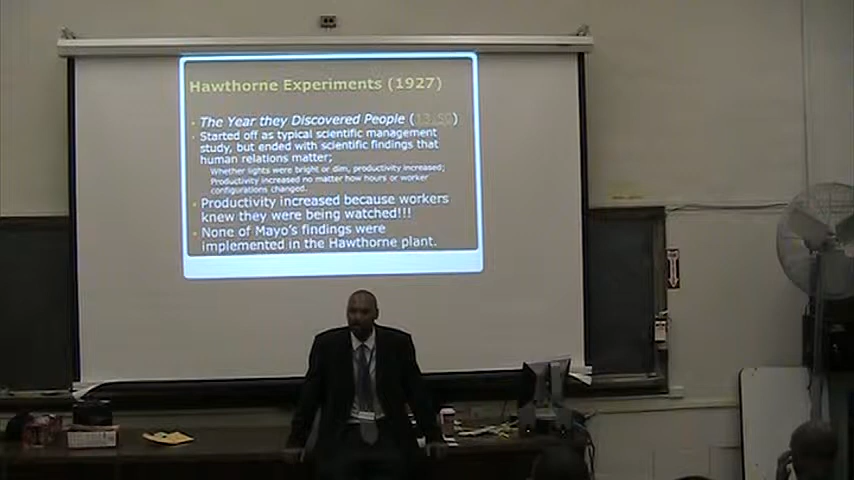 Hawthorne Experiments (1927)
The Year they Discovered People (13:50)
Started off as typical scientific management
study, but ended with scientific findings that
human relations matter;
Whether lights were bright or dim, productivity increased;
Productivity increased no matter how hours or worker
configurations changed.
Productivity increased because workers
knew they were being watched!!!
None of Mayo's findings were
implemented in the Hawthorne plant.